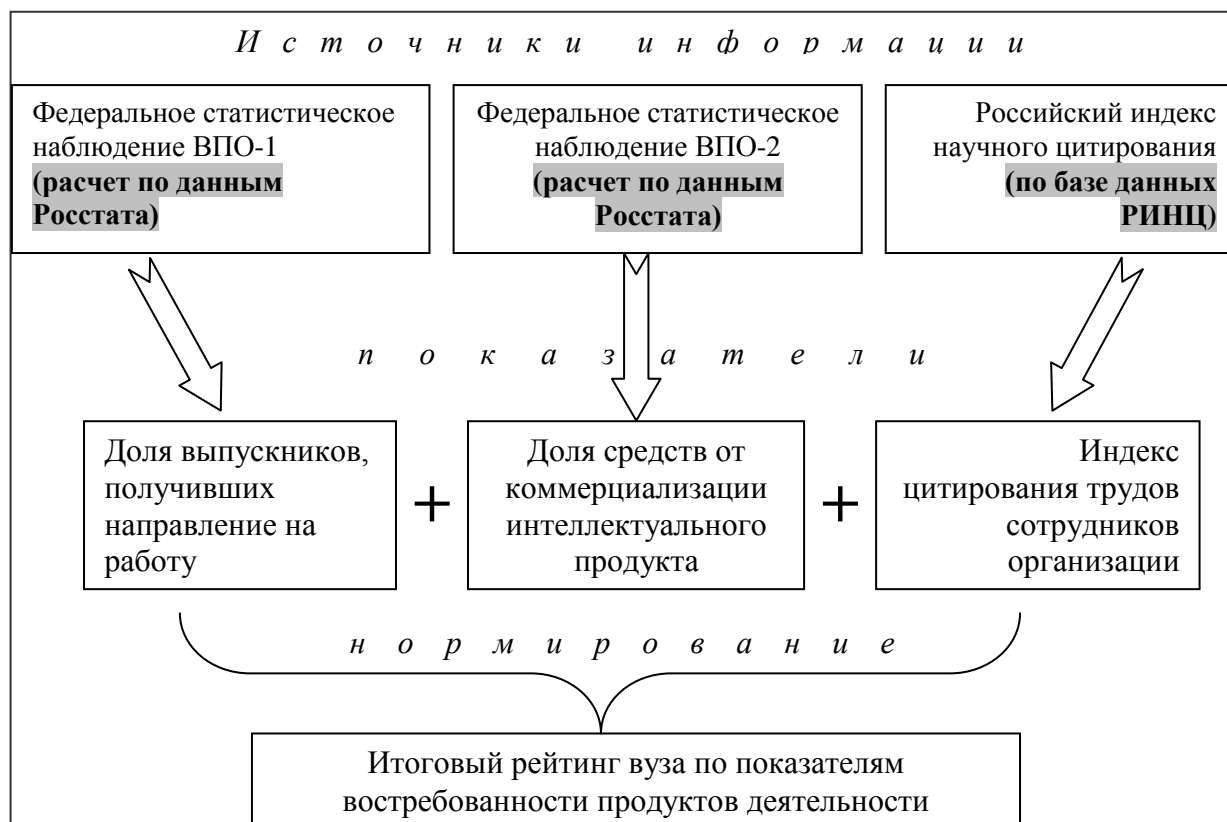 Источники информации
Федеральное статистическое
наблюдение ВПО-1
(расчет по данным
Росстата)
Федеральное статистическое
наблюдение ВПО-2
(расчет по данным
Росстата)
Российский индекс
научного цитирования
(по базе данных
РИНЦ)
показатели
Доля выпускников,
получивших
направление на
работу
+
Доля средств от
коммерциализации
интеллектуального
продукта
+
Индекс
цитирования трудов
сотрудников
организации
нормирование
Итоговый рейтинг вуза по показателям
востребованности продуктов деятельности